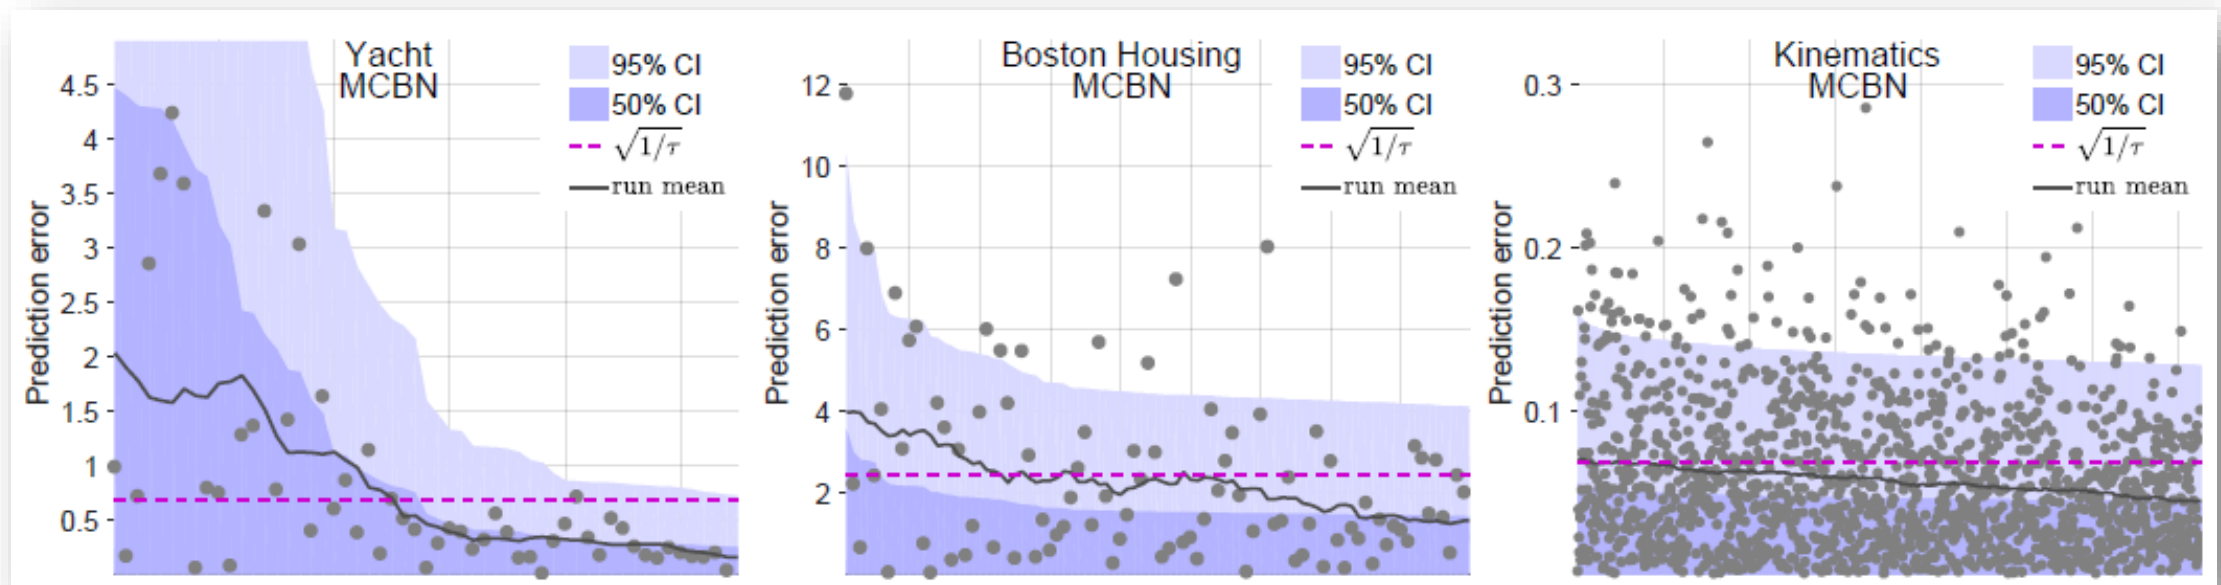 Yacht
MCBN
95% CI
50% CI
√1/τ
run mean
Prediction error
4.5
4
3.5
3
2.5
2
1.5
1
0.5
Boston Housing
MCBN
95% CI
50% CI
√1/τ
run mean
Prediction error
12
10
8
6
4
2
Kinematics
MCBN
95% CI
50% CI
√1/τ
run mean
Prediction error
0.3
0.2
0.1